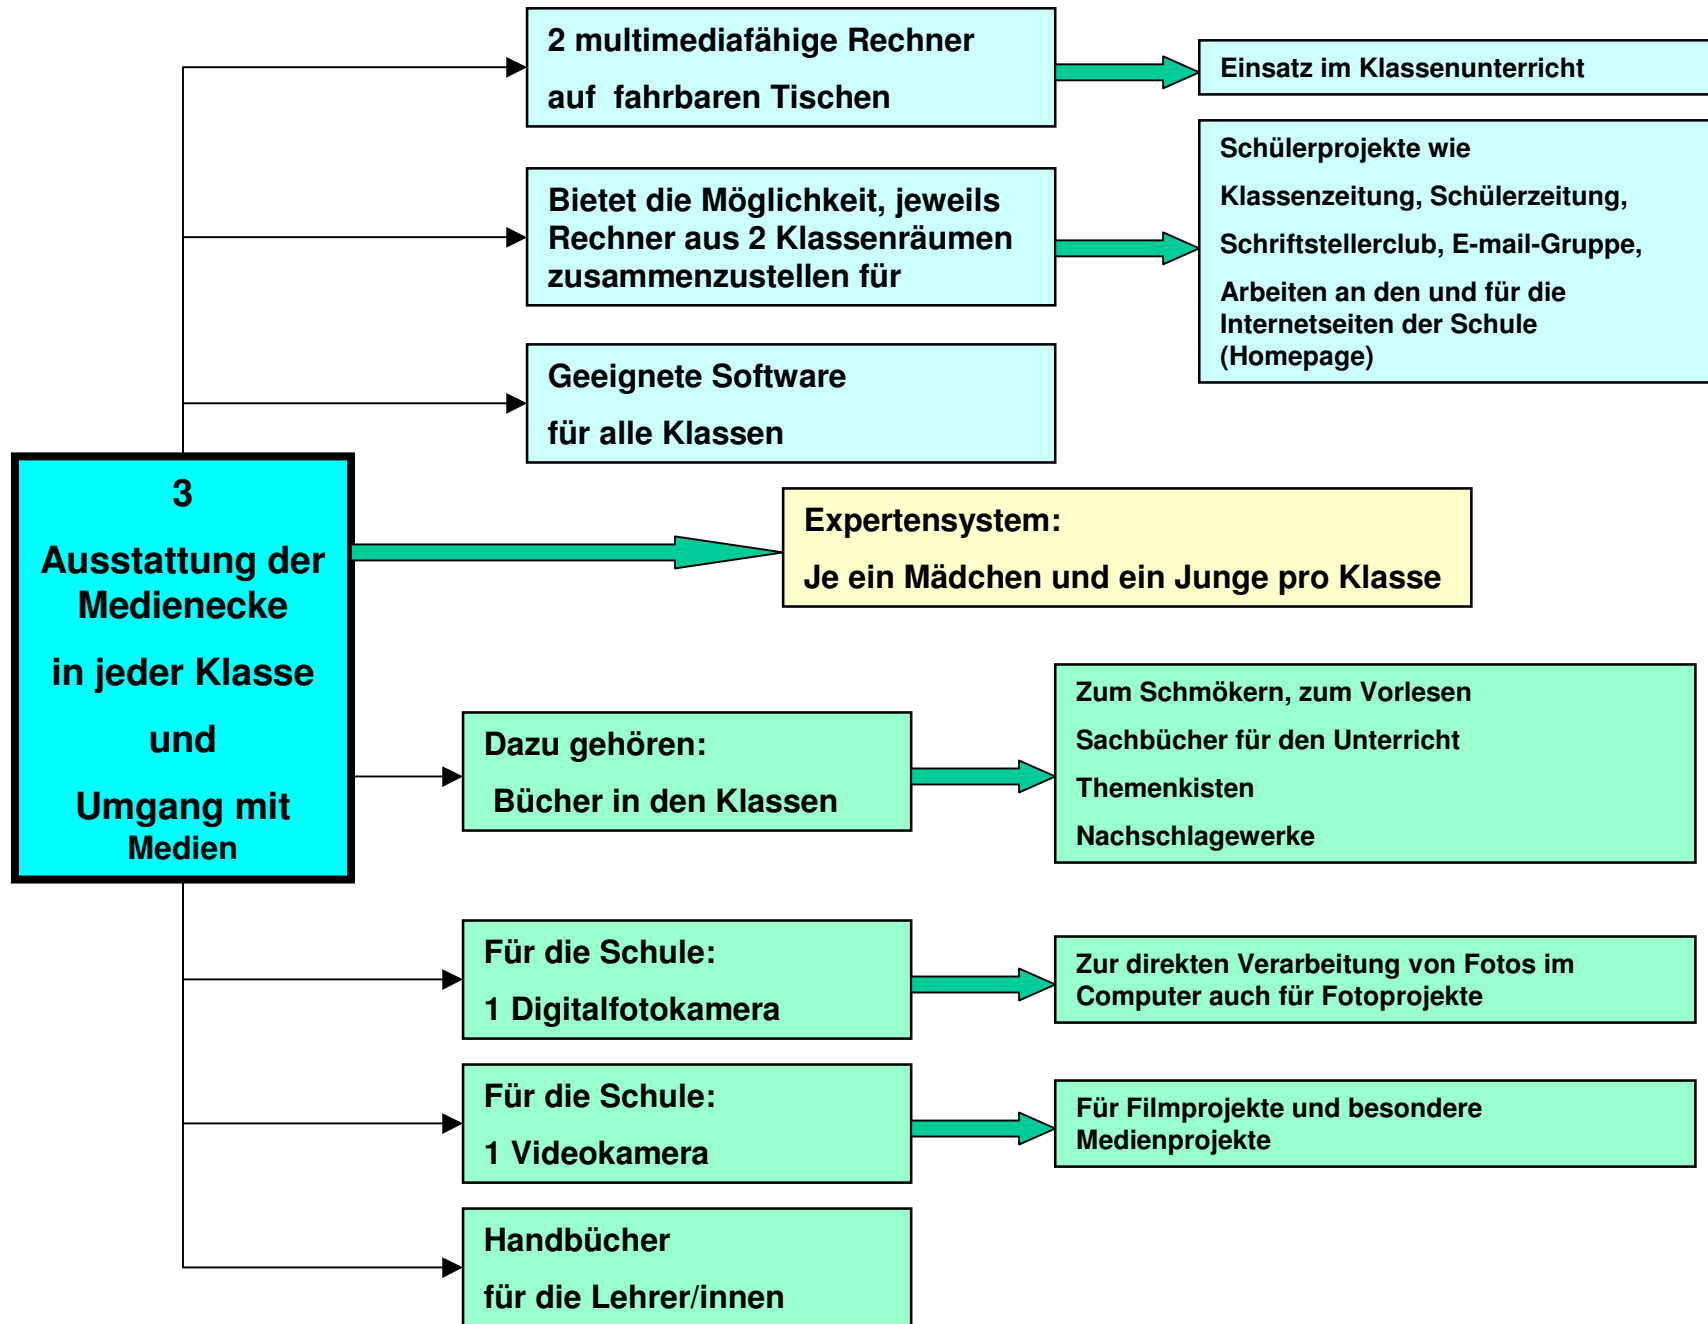 2 multimediafähige Rechner
auf fahrbaren Tischen
Einsatz im Klassenunterricht
Bietet die Möglichkeit, jeweils
Rechner aus 2 Klassenräumen
zusammenzustellen für
Schülerprojekte wie
Klassenzeitung, Schülerzeitung,
Schriftstellerclub, E-mail-Gruppe,
Arbeiten an den und für die
Internetseiten der Schule
(Homepage)
Geeignete Software
für alle Klassen
3
Ausstattung der
Medienecke
in jeder Klasse
und
Umgang mit
Medien
Expertensystem:
Je ein Mädchen und ein Junge pro Klasse
Dazu gehören:
Bücher in den Klassen
Zum Schmökern, zum Vorlesen
Sachbücher für den Unterricht
Themenkisten
Nachschlagewerke
Für die Schule:
1 Digitalfotokamera
Zur direkten Verarbeitung von Fotos im
Computer auch für Fotoprojekte
Für die Schule:
1 Videokamera
Für Filmprojekte und besondere
Medienprojekte
Handbücher
für die Lehrer/innen